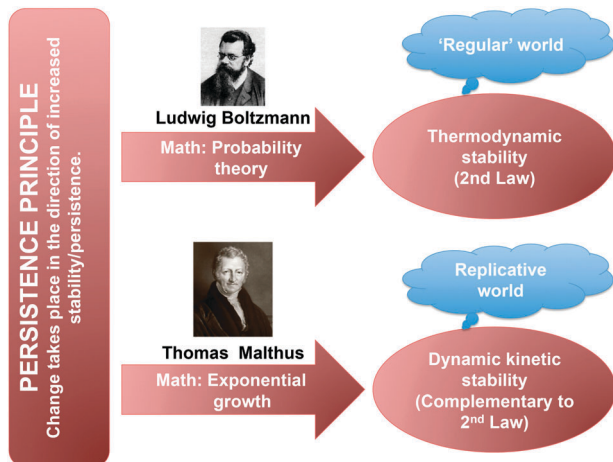 PERSISTENCE PRINCIPLE
Change takes place in the direction of increased
stability/persistence.
Ludwig Boltzmann
Math: Probability
theory
‘Regular’ world
Thermodynamic
stability
(2nd Law)
Thomas Malthus
Math: Exponential
growth
Replicative
world
Dynamic kinetic
stability
(Complementary to
2nd Law)